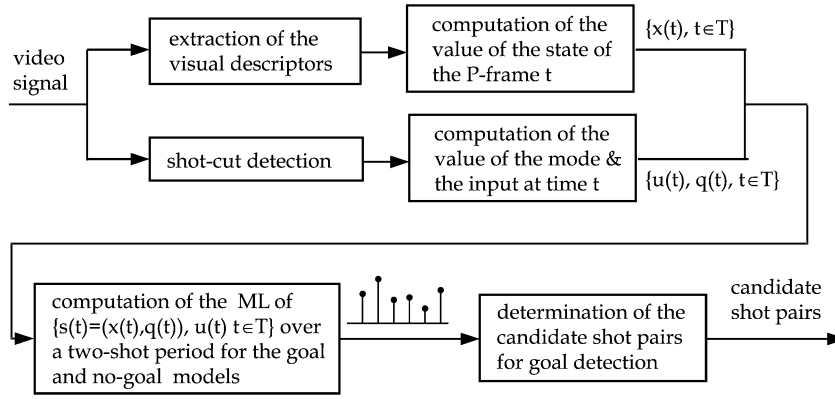 video
signal
extraction of the
visual descriptors
computation of the
value of the state of
the P-frame t
{x(t), t∈T}
shot-cut detection
computation of the
value of the mode &
the input at time t
{u(t), q(t), t∈T}
computation of the ML of
{s(t)=(x(t),q(t)), u(t) t∈T} over
a two-shot period for the goal
and no-goal models
determination of the
candidate shot pairs
for goal detection
candidate
shot pairs